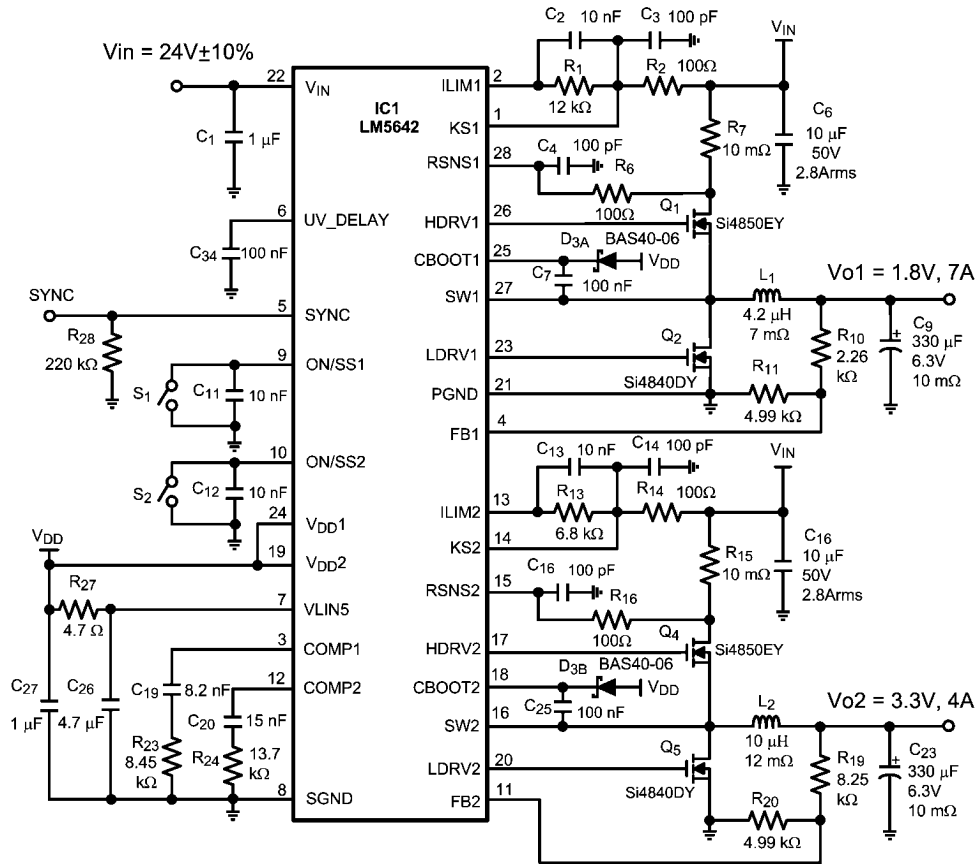 Vin = 24V±10%
C1
1 µF
C34
100 nF
SYNC
R28
220 kΩ
S1
C11
10 nF
S2
C12
10 nF
VDD
R27
4.7 Ω
C27
1 µF
C26
4.7 µF
C19
8.2 nF
R23
8.45
kΩ
C20
15 nF
R24
13.7
kΩ
IC1
LM5642
22 VIN
6 UV_DELAY
5 SYNC
9 ON/SS1
10 ON/SS2
24 VDD1
19 VDD2
7 VLIN5
3 COMP1
12 COMP2
8 SGND
ILIM1 2
KS1 1
RSNS1 28
HDRV1 26
CBOOT1 25
SW1 27
LDRV1 23
PGND 21
FB1 4
ILIM2 13
KS2 14
RSNS2 15
HDRV2 17
CBOOT2 18
SW2 16
LDRV2 20
FB2 11
C2 10 nF
C3 100 pF
R1
12 kΩ
R2 100Ω
VIN
C6
10 µF
50V
2.8Arms
R7
10 mΩ
C4 100 pF
R6
100Ω
Q1
Si4850EY
D3A BAS40-06
VDD
C7
100 nF
L1
4.2 µH
7 mΩ
Vo1 = 1.8V, 7A
Q2
Si4840DY
R10
2.26
kΩ
C9
+
330 µF
6.3V
10 mΩ
R11
4.99 kΩ
C13 10 nF
C14 100 pF
R13
6.8 kΩ
R14 100Ω
VIN
C16
10 µF
50V
2.8Arms
R15
10 mΩ
C16 100 pF
R16
100Ω
Q4
Si4850EY
D3B BAS40-06
VDD
C25
100 nF
L2
10 µH
12 mΩ
Vo2 = 3.3V, 4A
Q5
Si4840DY
R19
8.25
kΩ
C23
+
330 µF
6.3V
10 mΩ
R20
4.99 kΩ